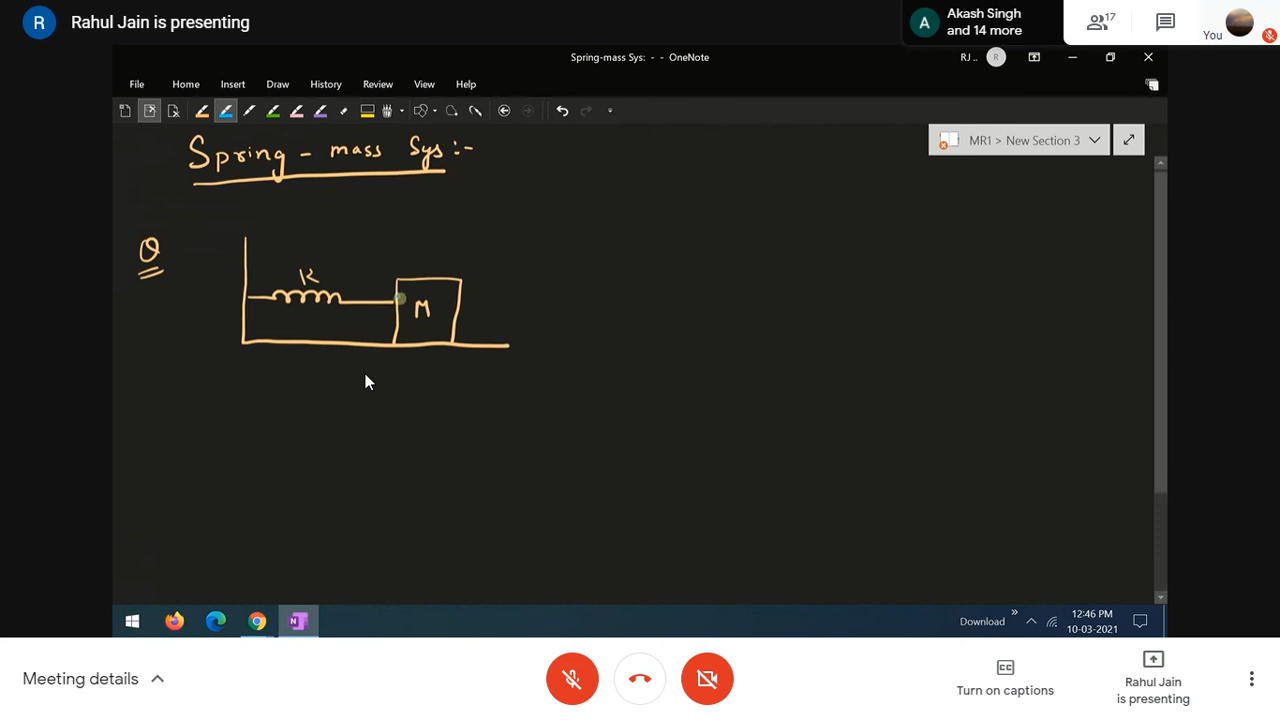 R Rahul Jain is presenting
A Akash Singh and 14 more
17
You
Spring-mass Sys: - - OneNote
RJ .. R
File Home Insert Draw History Review View Help
MR1 > New Section 3
Spring - mass Sys :-
Q
K
M
Download
12:46 PM
10-03-2021
Meeting details
Turn on captions
Rahul Jain
is presenting